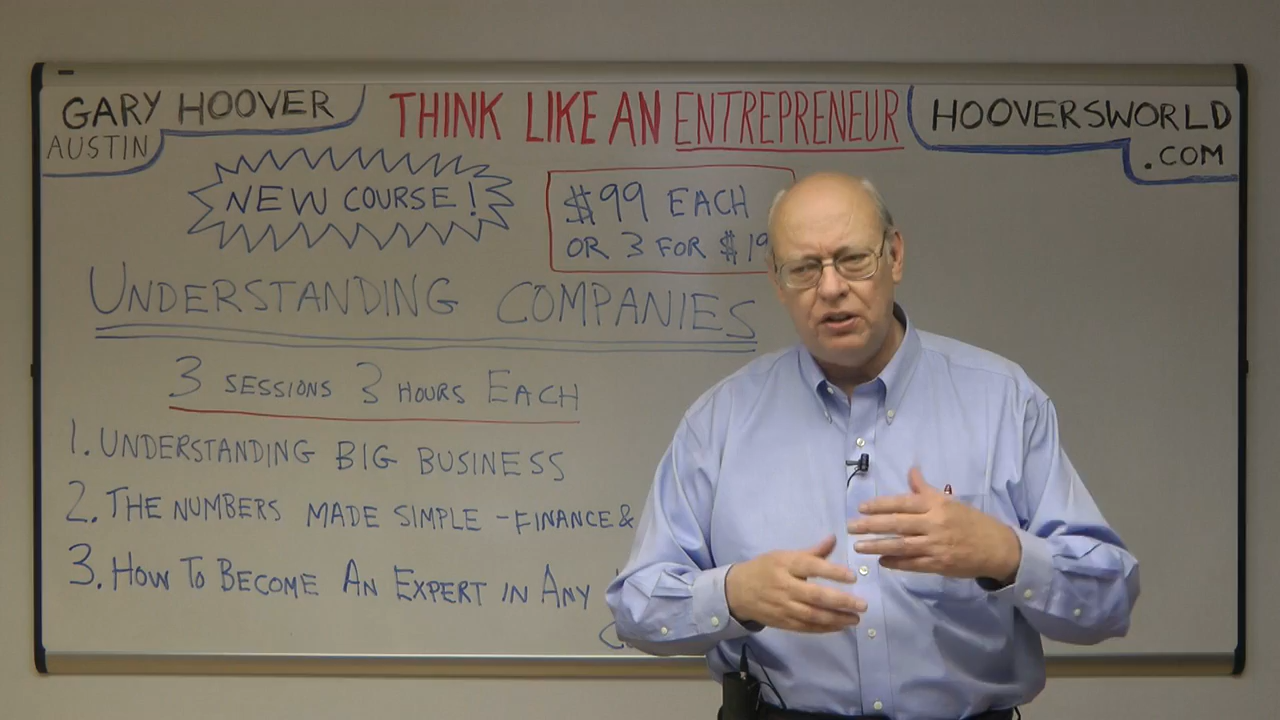 GARY HOOVER
AUSTIN
THINK LIKE AN ENTREPRENEUR
HOOVERSWORLD
.COM
NEW COURSE!
$99 EACH
OR 3 FOR $19
UNDERSTANDING COMPANIES
3 SESSIONS 3 HOURS EACH
1. UNDERSTANDING BIG BUSINESS
2. THE NUMBERS MADE SIMPLE - FINANCE &
3. HOW TO BECOME AN EXPERT IN ANY